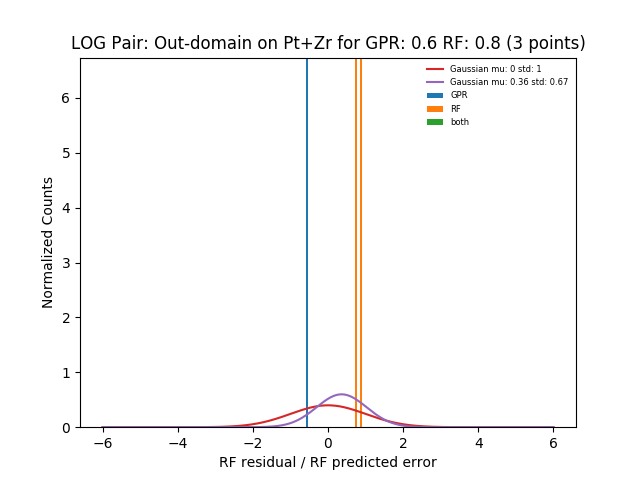 LOG Pair: Out-domain on Pt+Zr for GPR: 0.6 RF: 0.8 (3 points)
Gaussian mu: 0 std: 1
Gaussian mu: 0.36 std: 0.67
GPR
RF
both
Normalized Counts
6
5
4
3
2
1
0
−6 −4 −2 0 2 4 6
RF residual / RF predicted error